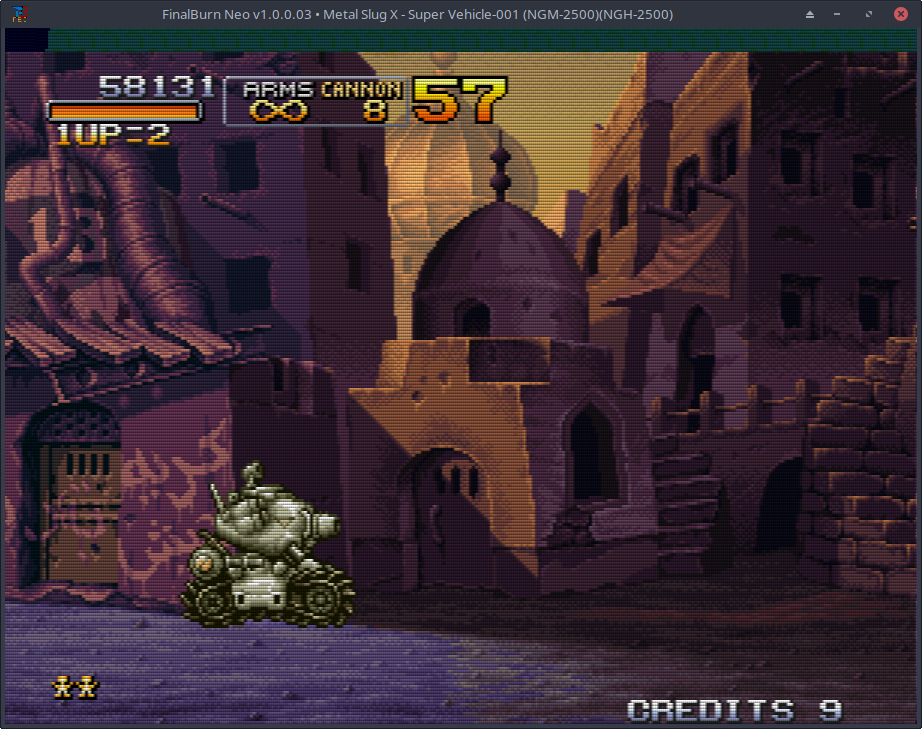 FinalBurn Neo v1.0.0.03 • Metal Slug X - Super Vehicle-001 (NGM-2500)(NGH-2500)
58131 ARMS CANNON 57
∞ 8
1UP=2
CREDITS 9